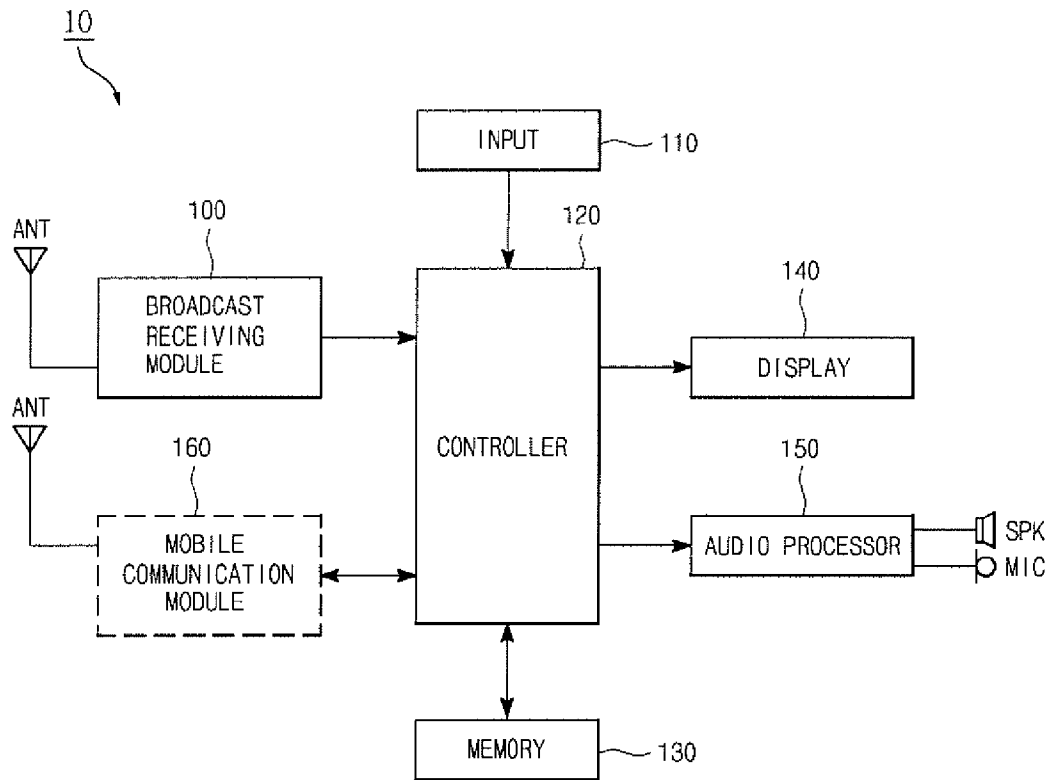 10
INPUT
110
ANT
100
120
BROADCAST
RECEIVING
MODULE
140
DISPLAY
ANT
160
CONTROLLER
150
MOBILE
COMMUNICATION
MODULE
AUDIO PROCESSOR
SPK
MIC
MEMORY
130